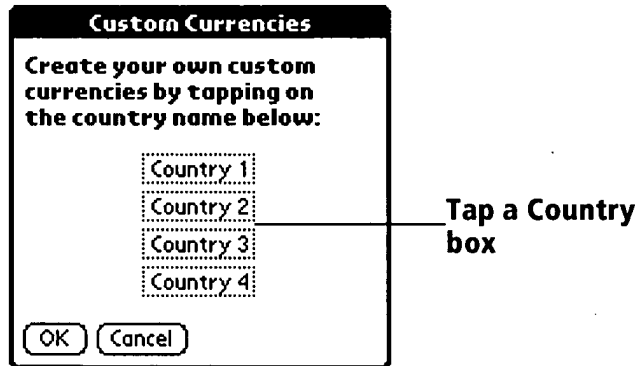 Custom Currencies
Create your own custom
currencies by tapping on
the country name below:
Country 1
Country 2
Country 3
Country 4
Tap a Country
box
OK
Cancel